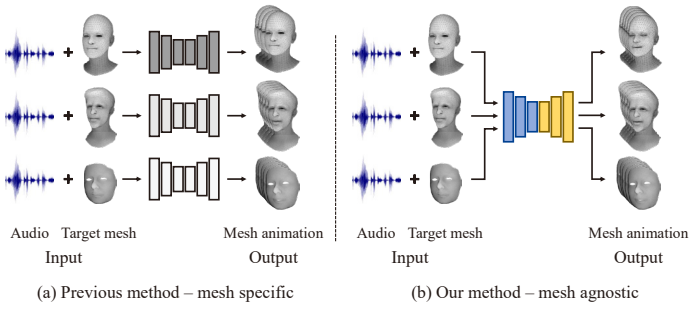 Audio Target mesh Mesh animation
Input Output
(a) Previous method – mesh specific
Audio Target mesh Mesh animation
Input Output
(b) Our method – mesh agnostic